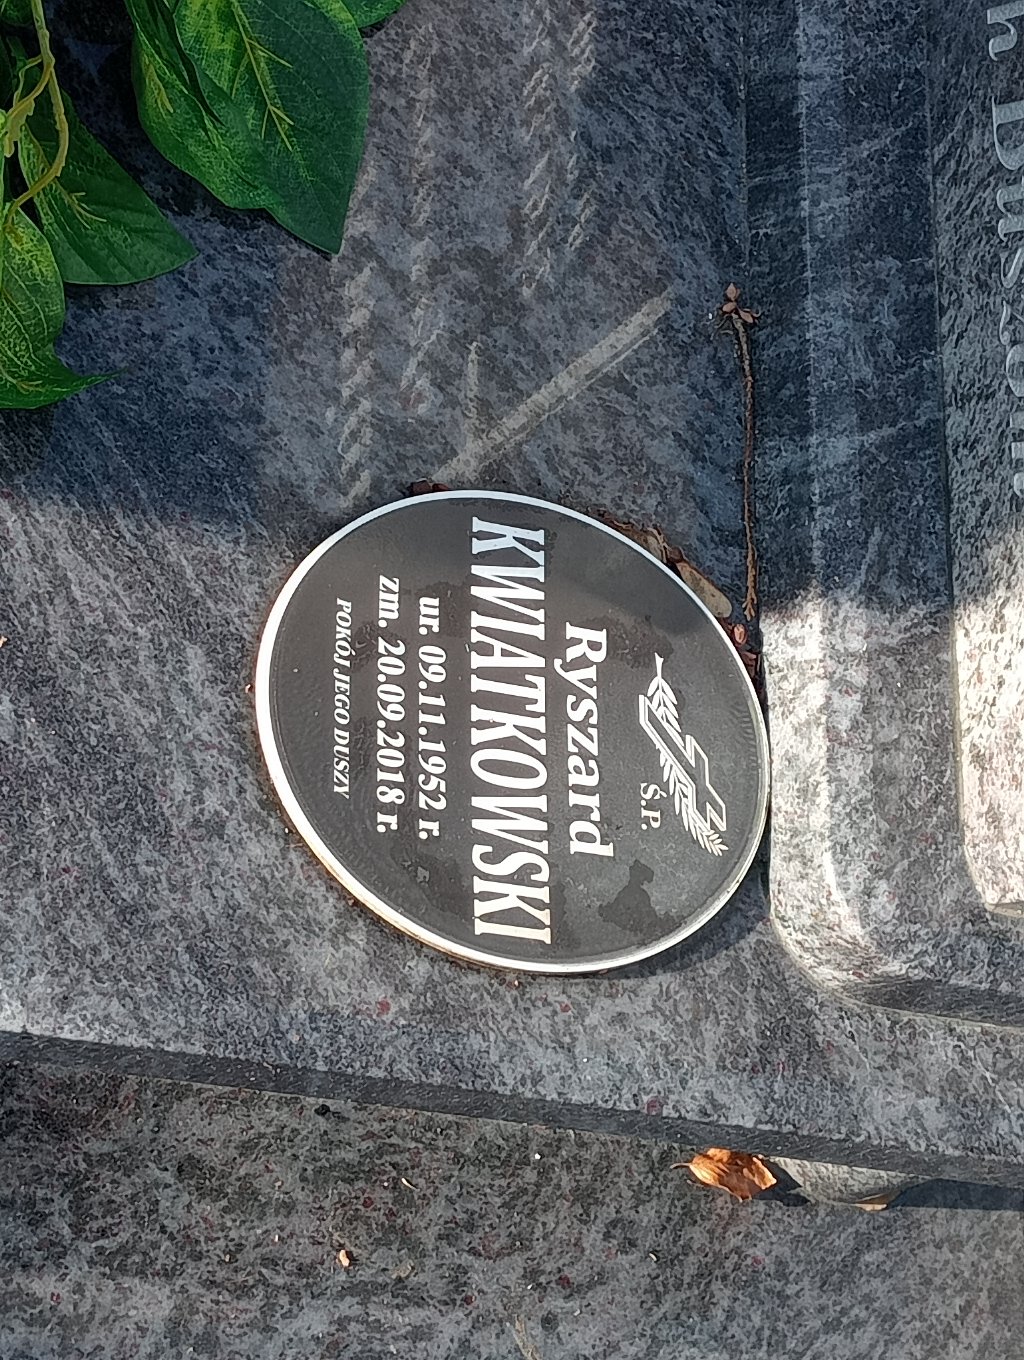 Ś.P.
Ryszard
KWIATKOWSKI
ur. 09.11.1952 r.
zm. 20.09.2018 r.
POKÓJ JEGO DUSZY